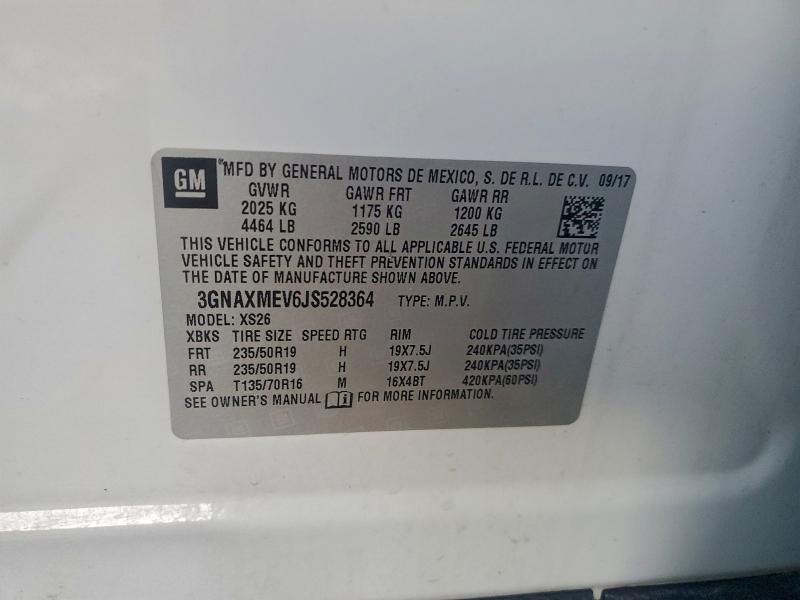 GM MFD BY GENERAL MOTORS DE MEXICO, S. DE R.L. DE C.V. 09/17
GVWR GAWR FRT GAWR RR
2025 KG 1175 KG 1200 KG
4464 LB 2590 LB 2645 LB
THIS VEHICLE CONFORMS TO ALL APPLICABLE U.S. FEDERAL MOTOR
VEHICLE SAFETY AND THEFT PREVENTION STANDARDS IN EFFECT ON
THE DATE OF MANUFACTURE SHOWN ABOVE.
3GNAXMEV6JS528364 TYPE: M.P.V.
MODEL: XS26
XBKS TIRE SIZE SPEED RTG RIM COLD TIRE PRESSURE
FRT 235/50R19 H 19X7.5J 240KPA(35PSI)
RR 235/50R19 H 19X7.5J 240KPA(35PSI)
SPA T135/70R16 M 16X4BT 420KPA(60PSI)
SEE OWNER'S MANUAL FOR MORE INFORMATION.